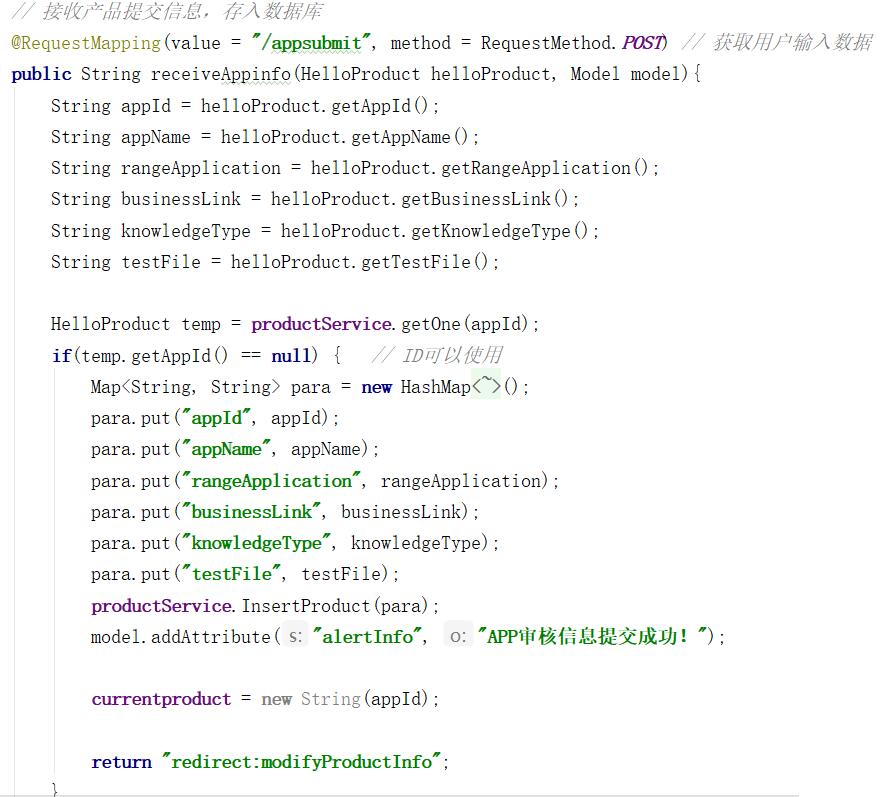 // 接收产品提交信息，存入数据库
@RequestMapping(value = "/appsubmit", method = RequestMethod.POST) // 获取用户输入数据
public String receiveAppinfo(HelloProduct helloProduct, Model model){
    String appId = helloProduct.getAppId();
    String appName = helloProduct.getAppName();
    String rangeApplication = helloProduct.getRangeApplication();
    String businessLink = helloProduct.getBusinessLink();
    String knowledgeType = helloProduct.getKnowledgeType();
    String testFile = helloProduct.getTestFile();

    HelloProduct temp = productService.getOne(appId);
    if(temp.getAppId() == null) {   // ID可以使用
        Map<String, String> para = new HashMap<~>();
        para.put("appId", appId);
        para.put("appName", appName);
        para.put("rangeApplication", rangeApplication);
        para.put("businessLink", businessLink);
        para.put("knowledgeType", knowledgeType);
        para.put("testFile", testFile);
        productService.InsertProduct(para);
        model.addAttribute( s: "alertInfo", o: "APP审核信息提交成功！");

        currentproduct = new String(appId);

        return "redirect:modifyProductInfo";
    }